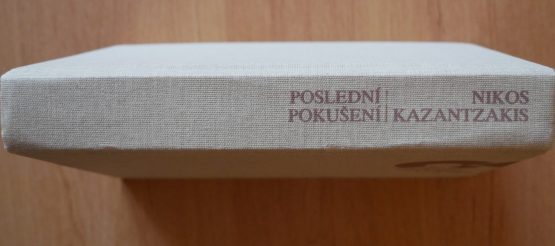 POSLEDNÍ
POKUŠENÍ
NIKOS
KAZANTZAKIS